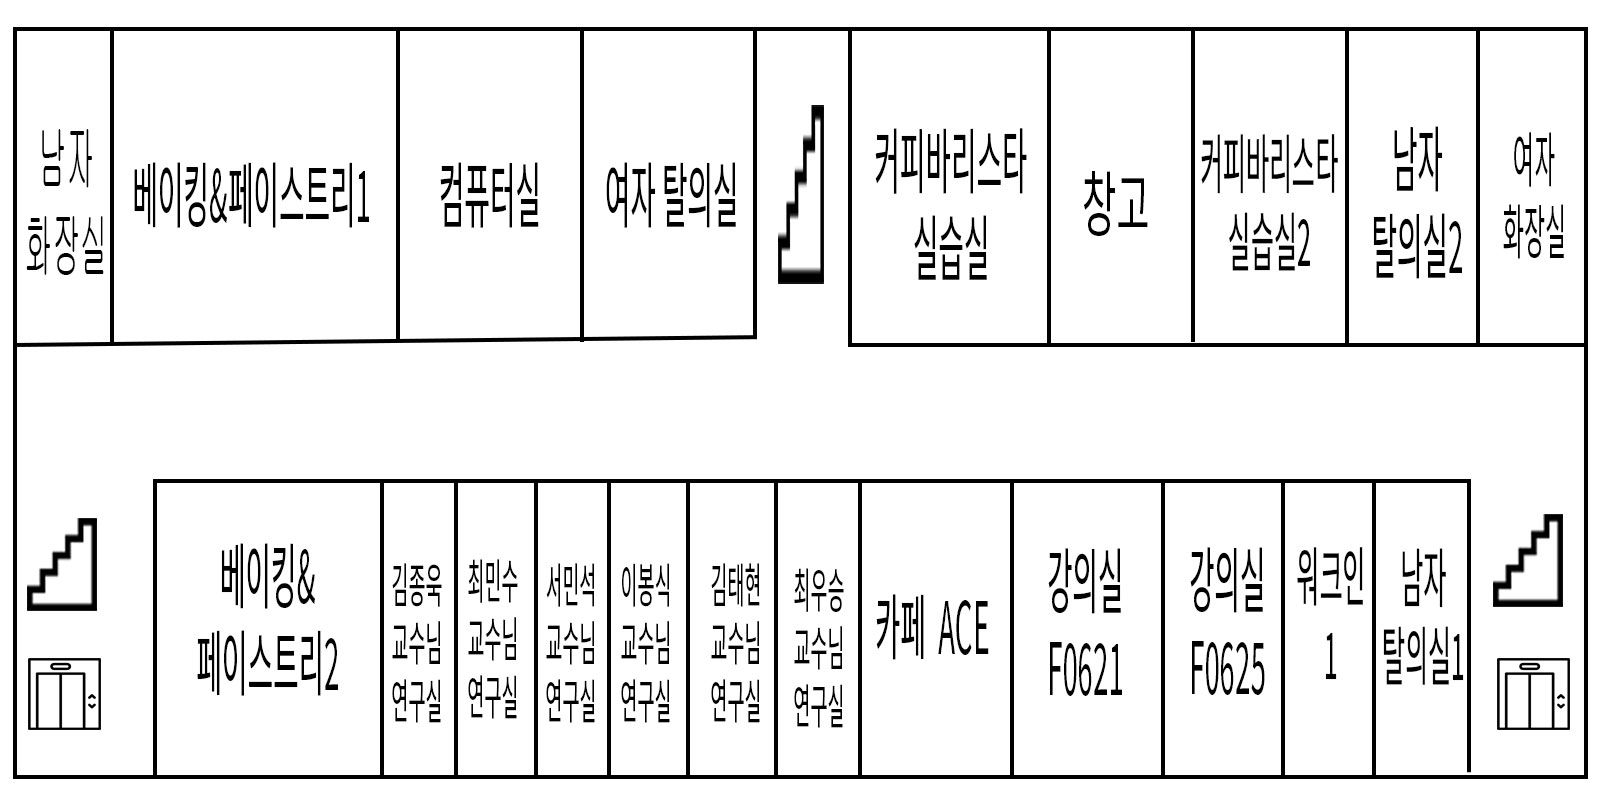 남자
화장실
베이킹&페이스트리1
컴퓨터실
여자 탈의실
커피바리스타
실습실
창고
커피바리스타
실습실2
남자
탈의실2
여자
화장실
베이킹&
페이스트리2
김종욱
교수님
연구실
최민수
교수님
연구실
서민석
교수님
연구실
이봉식
교수님
연구실
김태현
교수님
연구실
최우승
교수님
연구실
카페 ACE
강의실
F0621
강의실
F0625
워크인
1
남자
탈의실1